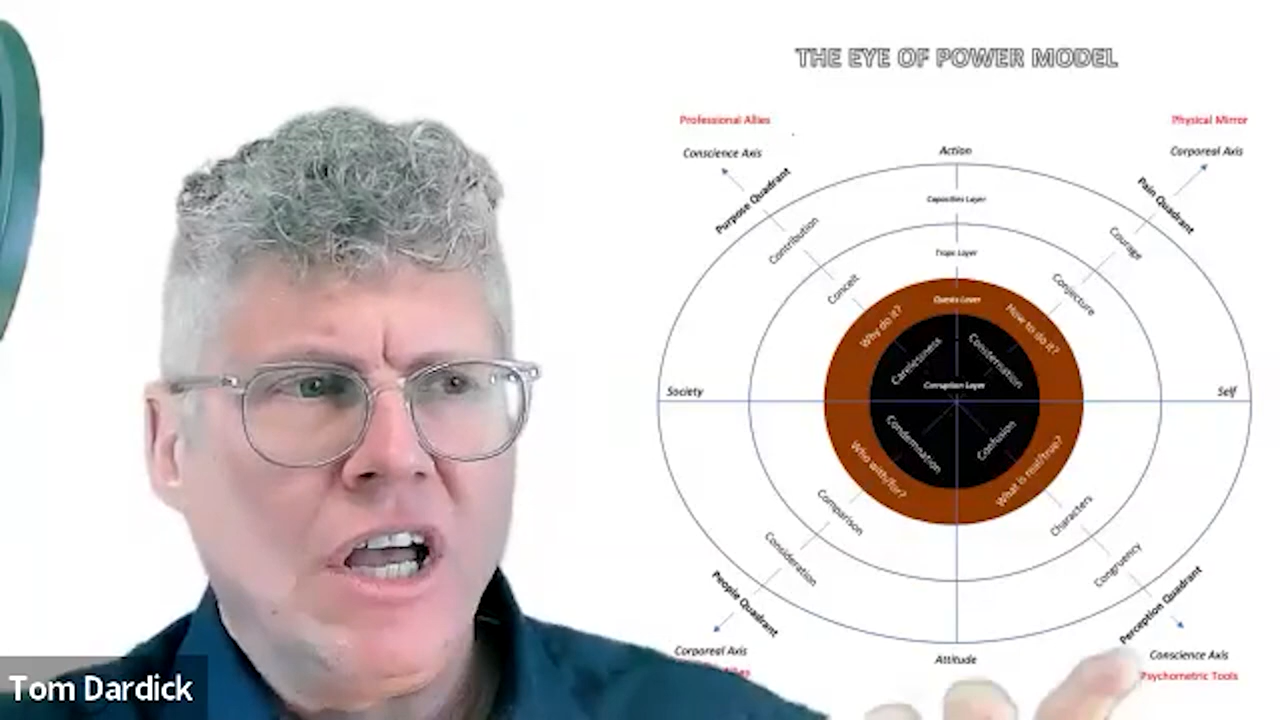 THE EYE OF POWER MODEL
Professional Allies
Physical Mirror
Conscience Axis
Action
Corporeal Axis
Purpose Quadrant
Pain Quadrant
Capacities Layer
Contribution
Courage
Traps Layer
Conceit
Conjecture
Quests Layer
Why do it?
How to do it?
Carelessness
Consternation
Corruption Layer
Society
Self
Condemnation
Confusion
Who with/for?
What is real/true?
Comparison
Characters
Consideration
Congruency
People Quadrant
Perception Quadrant
Corporeal Axis
Attitude
Conscience Axis
Allies
Psychometric Tools
Tom Dardick